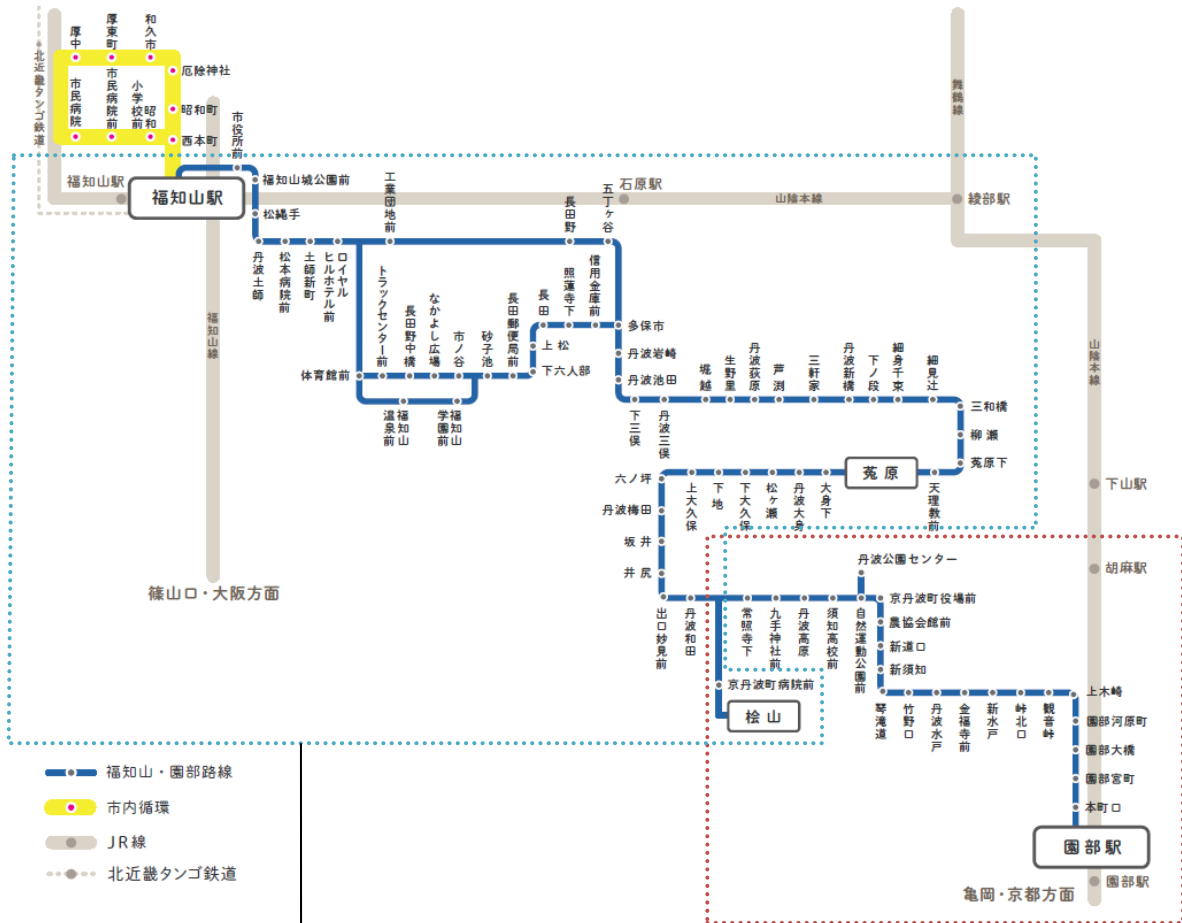 厚中
厚東町
和久市
厄除神社
昭和町
西本町
市民病院
市民病院前
小学校前
昭和
北近畿タンゴ鉄道
市役所前
福知山城公園前
福知山駅
福知山駅
松縄手
丹波土師
松本病院前
土師新町
ロイヤル
ヒルホテル前
工業団地前
長田野
五丁ヶ谷
石原駅
山陰本線
綾部駅
舞鶴線
福知山線
トラックセンター前
長田野中橋
なかよし広場
市ノ谷
砂子池
長田郵便局前
長田
照蓮寺下
信用金庫前
上松
下六人部
体育館前
福知山
温泉前
福知山
学園前
多保市
丹波岩崎
丹波池田
下三俣
丹波三俣
堀越
生野里
丹波荻原
芦渕
三軒家
丹波新橋
下ノ段
細身千束
細見辻
三和橋
柳瀬
菟原下
天理教前
菟原
大身下
丹波大身
松ヶ瀬
下大久保
下地
上大久保
六ノ坪
丹波梅田
坂井
井尻
出口妙見前
丹波和田
山陰本線
下山駅
胡麻駅
篠山口・大阪方面
丹波公園センター
常照寺下
九手神社前
丹波高原
須知高校前
自然運動公園前
京丹波町役場前
農協会館前
新道口
新須知
京丹波町病院前
桧山
琴滝道
竹野口
丹波水戸
金福寺前
新水戸
峠北口
観音峠
上木崎
園部河原町
園部大橋
園部宮町
本町口
園部駅
園部駅
亀岡・京都方面
福知山・園部路線
市内循環
JR線
北近畿タンゴ鉄道